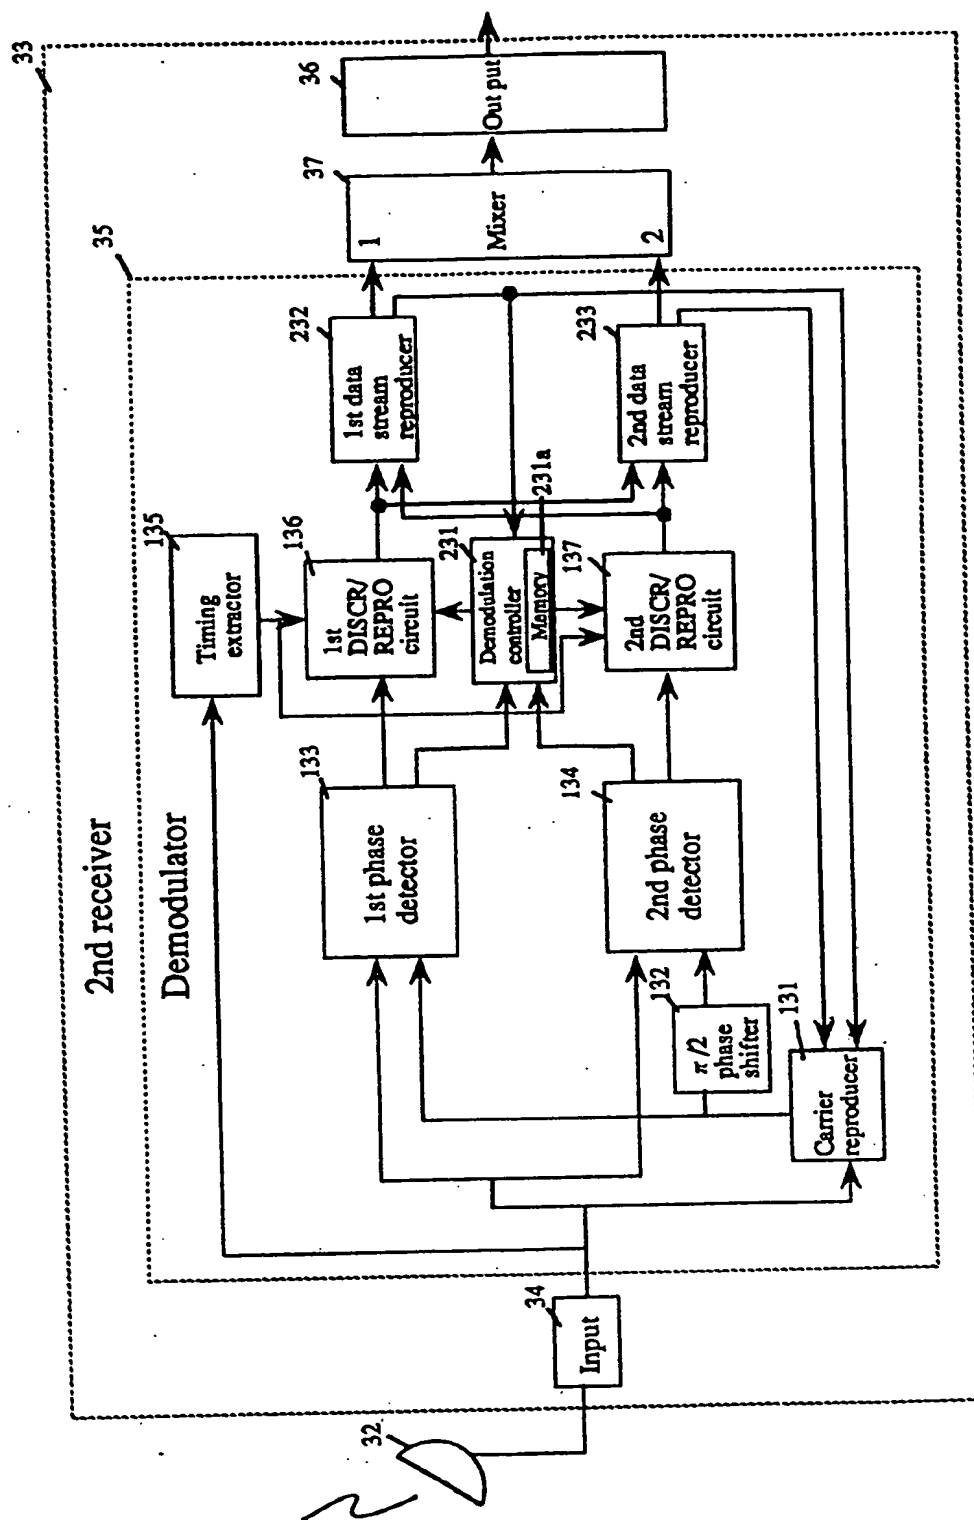 33
2nd receiver
35
Demodulator
36
Out put
37
1
Mixer
2
232
1st data
stream
reproducer
233
2nd data
stream
reproducer
135
Timing
extractor
136
1st
DISCR/
REPRO
circuit
231
Demodulation
controller
Memory
231a
137
2nd
DISCR/
REPRO
circuit
133
1st phase
detector
134
2nd phase
detector
132
π/2
phase
shifter
131
Carrier
reproducer
34
Input
32